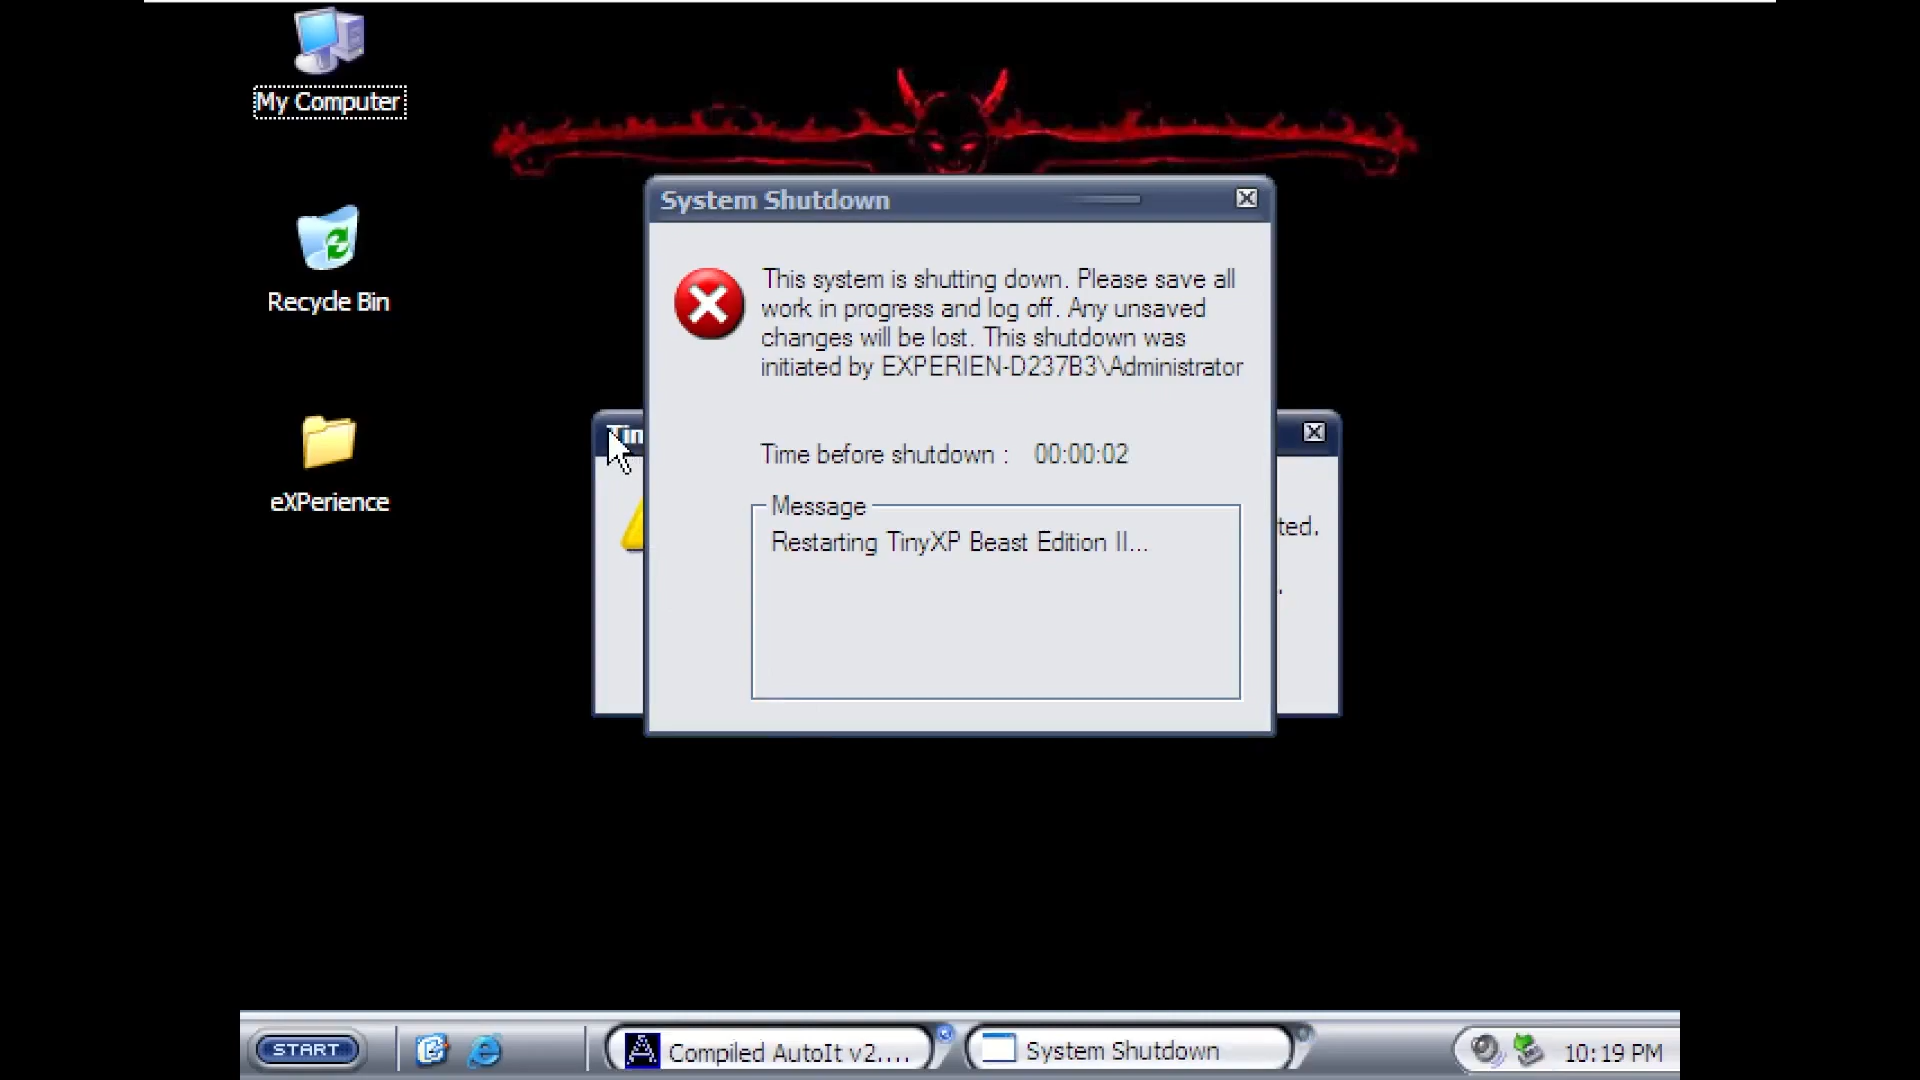 My Computer
Recycle Bin
eXPerience
System Shutdown
This system is shutting down. Please save all
work in progress and log off. Any unsaved
changes will be lost. This shutdown was
initiated by EXPERIEN-D237B3\Administrator
Time before shutdown : 00:00:02
Message
Restarting TinyXP Beast Edition II...
Tin
ted.
.
START
Compiled AutoIt v2....
System Shutdown
10:19 PM